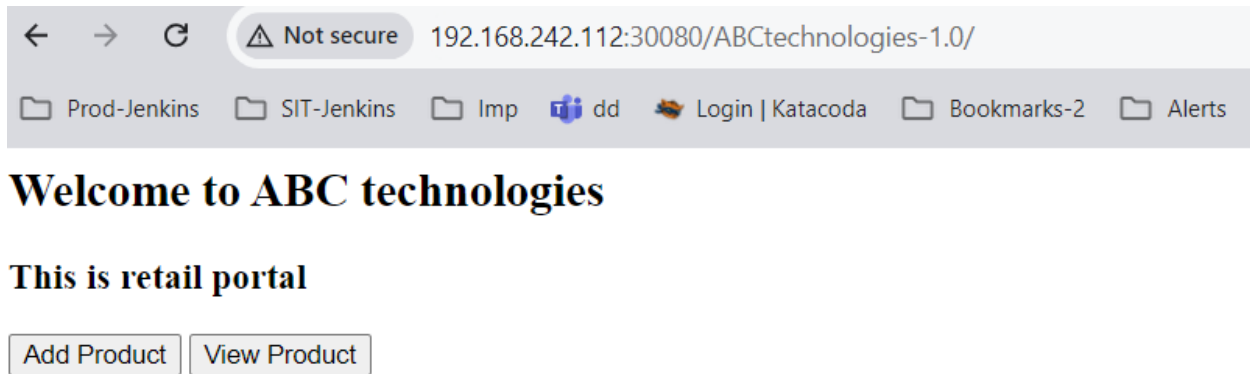 Not secure 192.168.242.112:30080/ABCtechnologies-1.0/
Prod-Jenkins SIT-Jenkins Imp dd Login | Katacoda Bookmarks-2 Alerts
Welcome to ABC technologies
This is retail portal
Add Product View Product